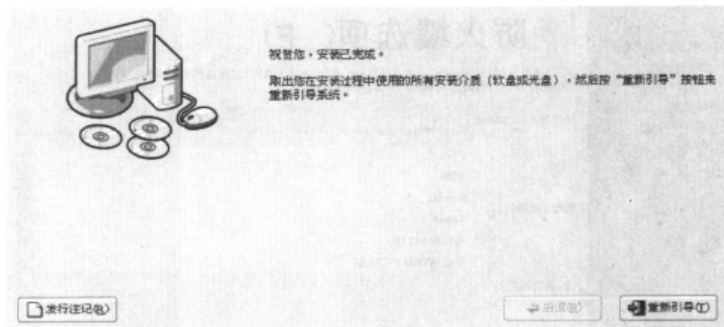 祝贺您，安装已完成。
取出您在安装过程中使用的所有安装介质（软盘或光盘），然后按“重新引导”按钮来
重新引导系统。
发行注记(R)
后退(B)
重新引导(T)